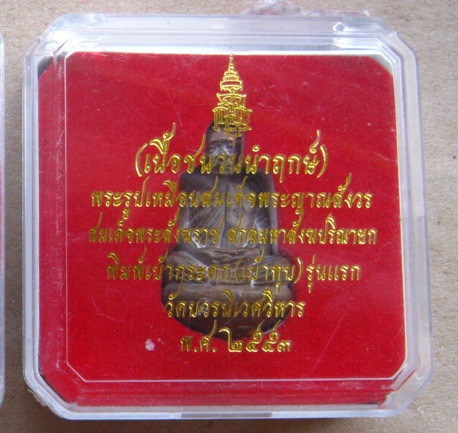 (เนื้อชนวนนำฤกษ์)
พระรูปเหมือนสมเด็จพระญาณสังวร
สมเด็จพระสังฆราช สกลมหาสังฆปริณายก
พิมพ์เบ้ากระดก (เบ้าทุบ) รุ่นแรก
วัดบวรนิเวศวิหาร
พ.ศ. ๒๕๕๓